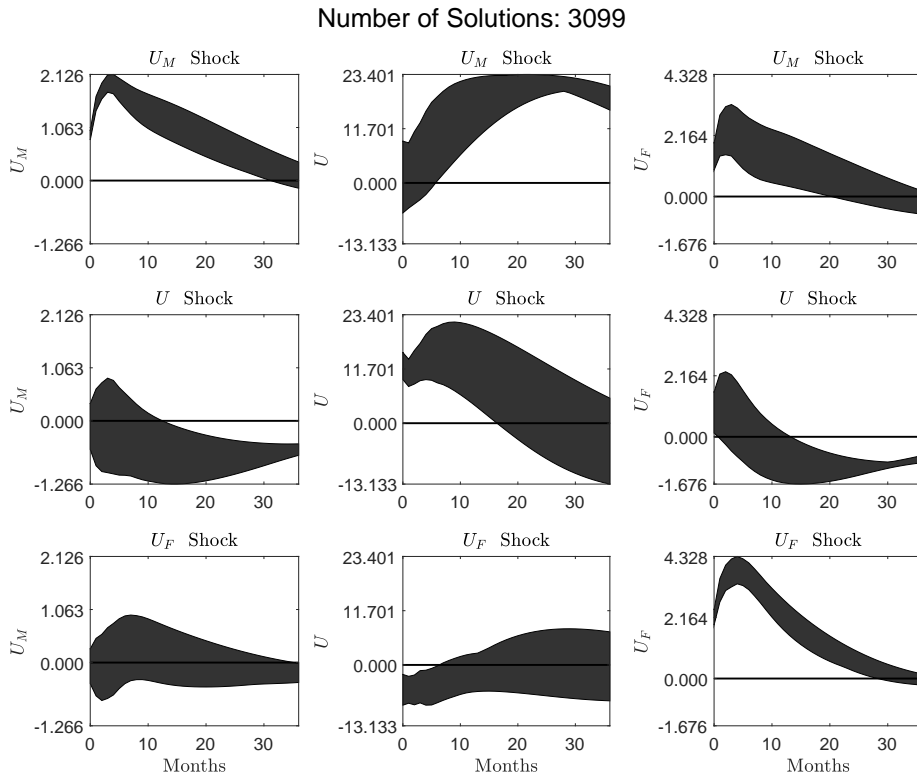 Number of Solutions: 3099
U_M Shock
U_M Shock
U_M Shock
2.126
1.063
0.000
-1.266
U_M
0 10 20 30
23.401
11.701
0.000
-13.133
U
0 10 20 30
4.328
2.164
0.000
-1.676
U_F
0 10 20 30
U Shock
U Shock
U Shock
2.126
1.063
0.000
-1.266
U_M
0 10 20 30
23.401
11.701
0.000
-13.133
U
0 10 20 30
4.328
2.164
0.000
-1.676
U_F
0 10 20 30
U_F Shock
U_F Shock
U_F Shock
2.126
1.063
0.000
-1.266
U_M
0 10 20 30
Months
23.401
11.701
0.000
-13.133
U
0 10 20 30
Months
4.328
2.164
0.000
-1.676
U_F
0 10 20 30
Months